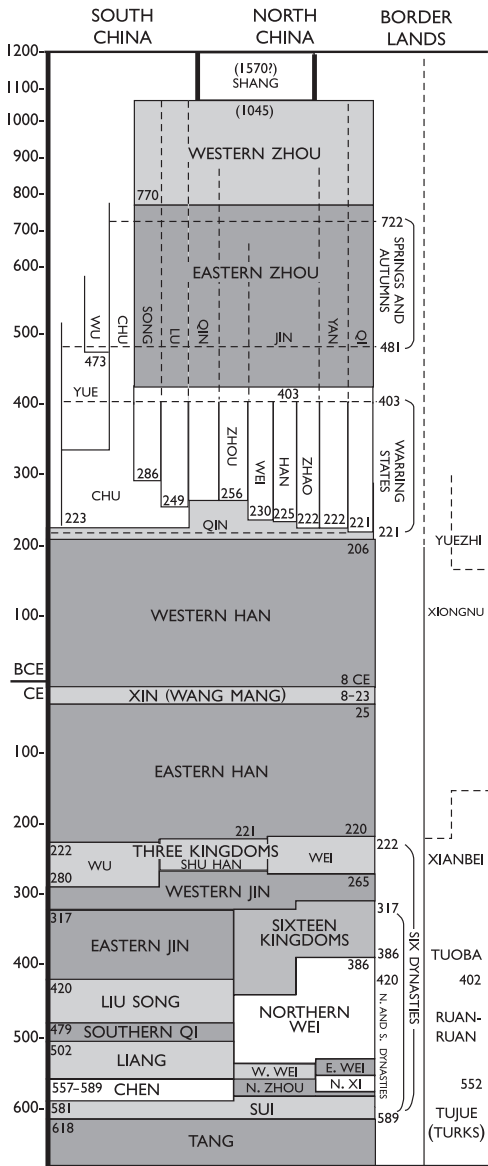 SOUTH
CHINA
NORTH
CHINA
BORDER
LANDS
1200
1100
1000
900
800
700
600
500
400
300
200
100
BCE
CE
100
200
300
400
500
600
(1570?)
SHANG
(1045)
WESTERN ZHOU
770
722
EASTERN ZHOU
SPRINGS AND
AUTUMNS
WU
CHU
SONG
LU
QIN
JIN
YAN
QI
481
473
YUE
403
403
ZHOU
WEI
HAN
ZHAO
WARRING
STATES
286
CHU
249
256
230
225
222
222
221
223
QIN
221
206
YUEZHI
WESTERN HAN
XIONGNU
8 CE
XIN (WANG MANG)
8–23
25
EASTERN HAN
221
220
222
222
THREE KINGDOMS
WU
SHU HAN
WEI
XIANBEI
280
265
WESTERN JIN
317
317
SIXTEEN
KINGDOMS
EASTERN JIN
386
386
TUOBA
420
420
402
LIU SONG
NORTHERN
WEI
RUAN-
RUAN
479
SOUTHERN QI
502
LIANG
W. WEI
E. WEI
557–589
CHEN
N. ZHOU
N. XI
552
581
SUI
589
N. AND S. DYNASTIES
SIX DYNASTIES
TUJUE
(TURKS)
618
TANG